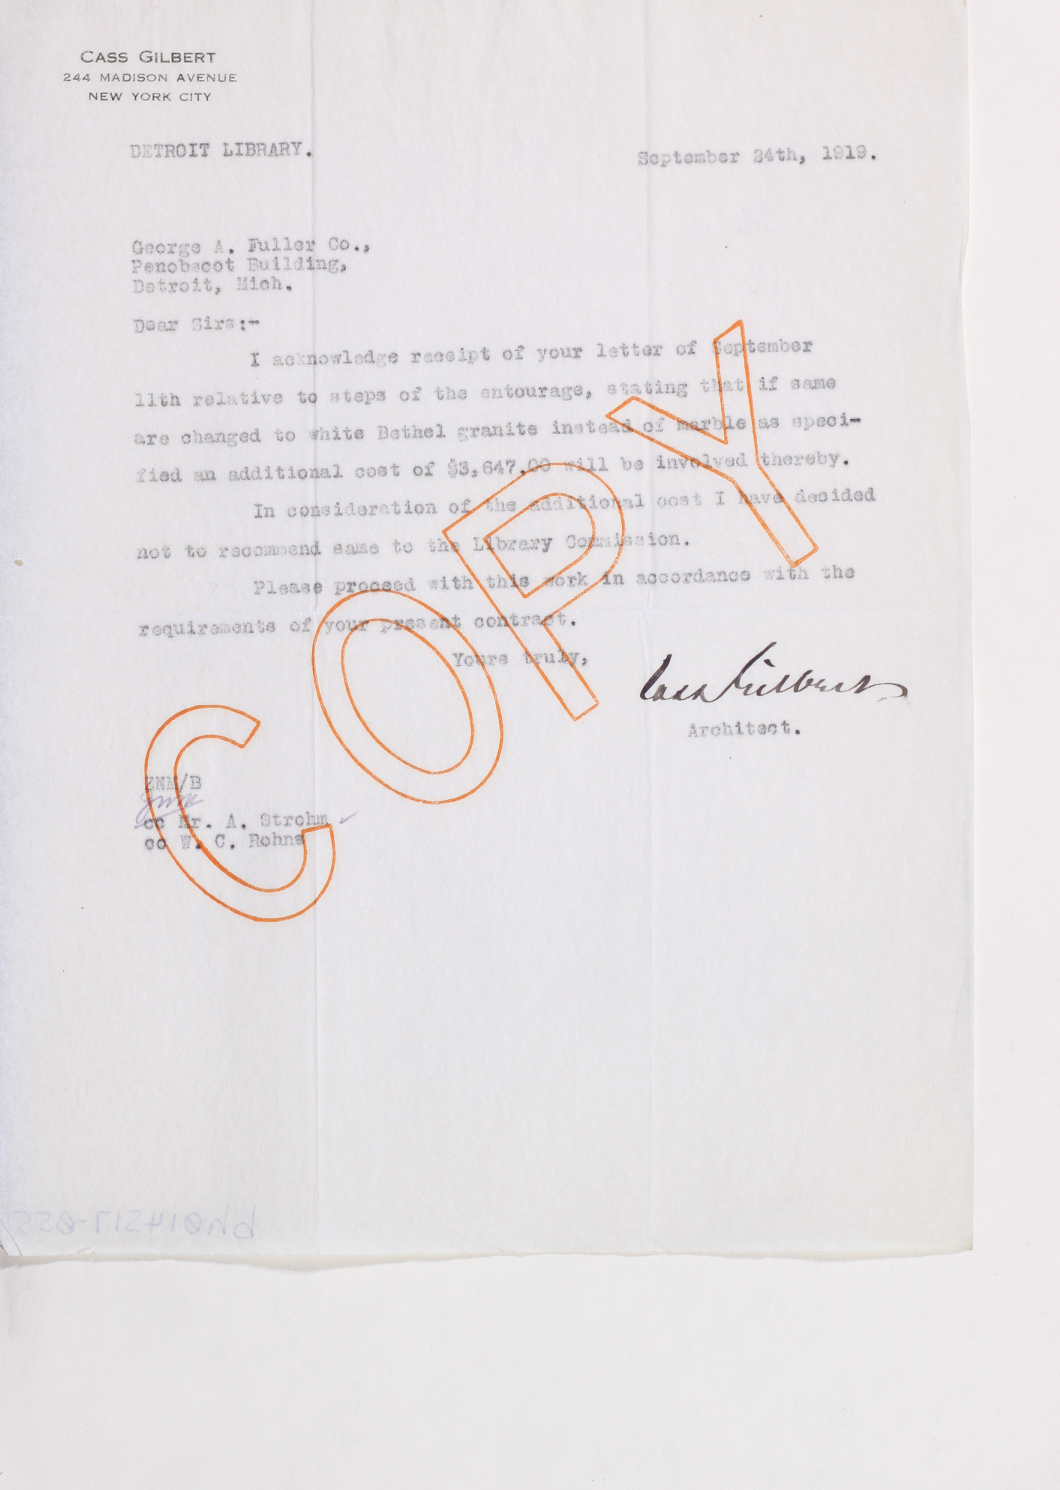 CASS GILBERT
244 MADISON AVENUE
NEW YORK CITY
DETROIT LIBRARY.
September 24th, 1919.
George A. Fuller Co.,
Penobscot Building,
Detroit, Mich.
Dear Sirs:-
I acknowledge receipt of your letter of September
11th relative to steps of the entourage, stating that if same
are changed to white Bethel granite instead of marble as speci-
fied an additional cost of $3,647.00 will be involved thereby.
In consideration of the additional cost I have decided
not to recommend same to the Library Commission.
Please proceed with this work in accordance with the
requirements of your present contract.
Yours truly,
Cass Gilbert
Architect.
COPY
ENM/B
cc Mr. A. Strohm
cc W. C. Rohns